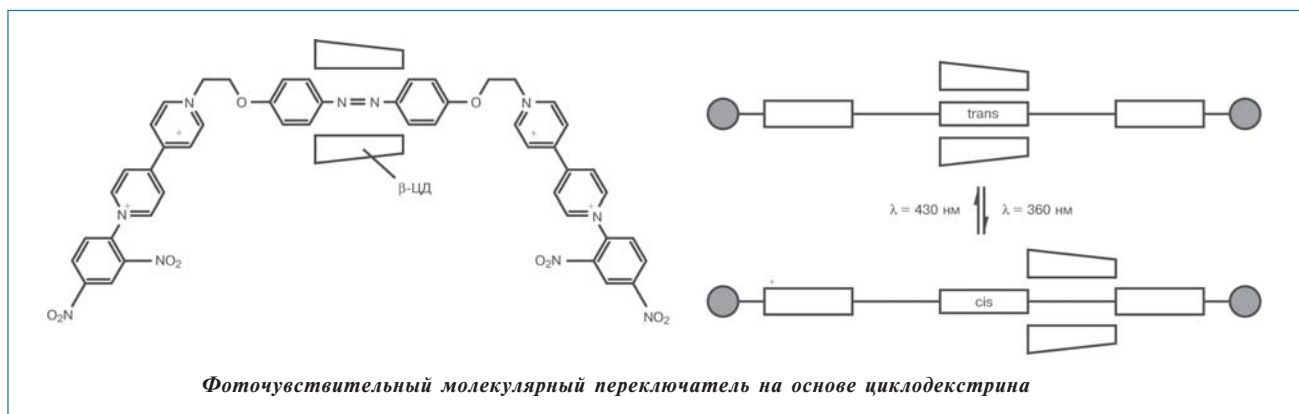 N
O
N=N
O
N
+
+
N
+
N
+
β-ЦД
NO₂
O₂N
O₂N
NO₂
trans
λ = 430 нм
λ = 360 нм
+
cis
Фоточувствительный молекулярный переключатель на основе циклодекстрина